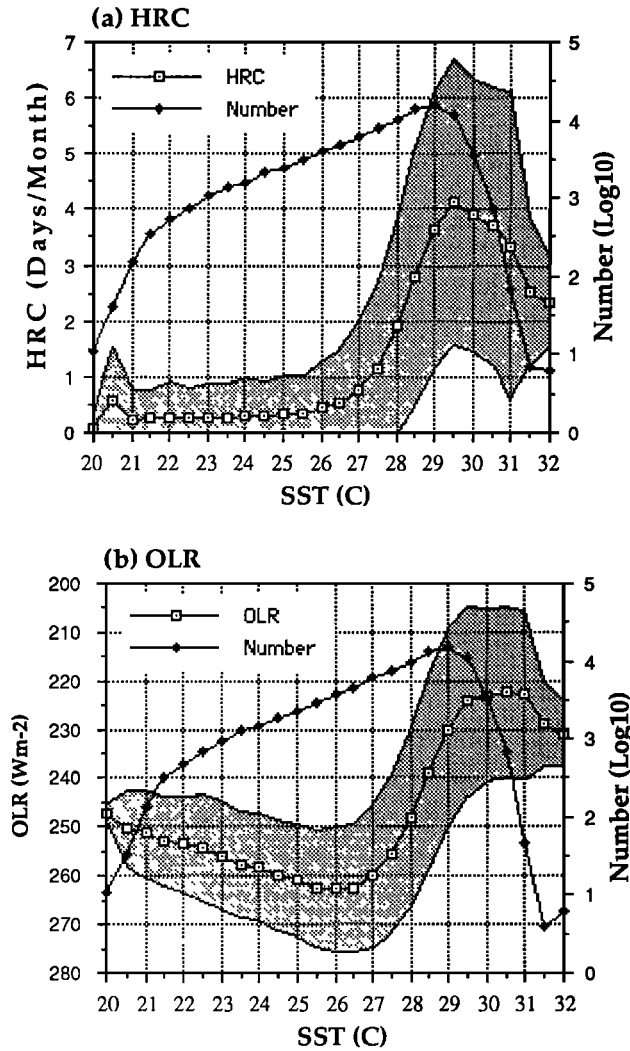 (a) HRC
7
6
5
4
3
2
1
0
HRC (Days/Month)
HRC
Number
5
4
3
2
1
0
Number (Log10)
20 21 22 23 24 25 26 27 28 29 30 31 32
SST (C)
(b) OLR
200
210
220
230
240
250
260
270
280
OLR (Wm-2)
OLR
Number
5
4
3
2
1
0
Number (Log10)
20 21 22 23 24 25 26 27 28 29 30 31 32
SST (C)